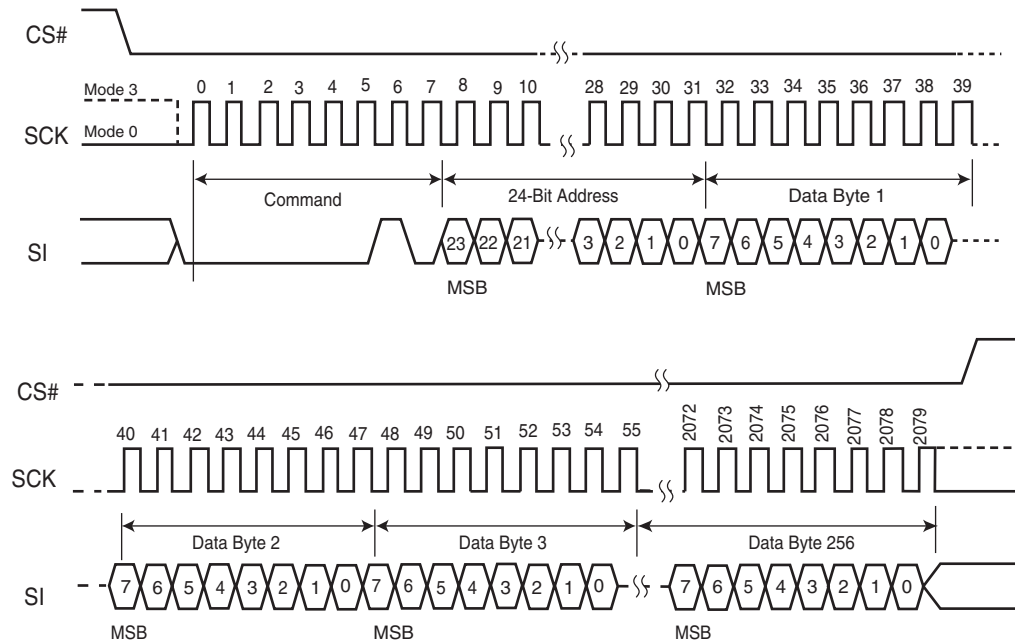 CS#
Mode 3 0 1 2 3 4 5 6 7 8 9 10 28 29 30 31 32 33 34 35 36 37 38 39
SCK Mode 0
Command 24-Bit Address Data Byte 1
SI 23 22 21 3 2 1 0 7 6 5 4 3 2 1 0
MSB MSB
CS#
40 41 42 43 44 45 46 47 48 49 50 51 52 53 54 55 2072 2073 2074 2075 2076 2077 2078 2079
SCK
Data Byte 2 Data Byte 3 Data Byte 256
SI 7 6 5 4 3 2 1 0 7 6 5 4 3 2 1 0 7 6 5 4 3 2 1 0
MSB MSB MSB